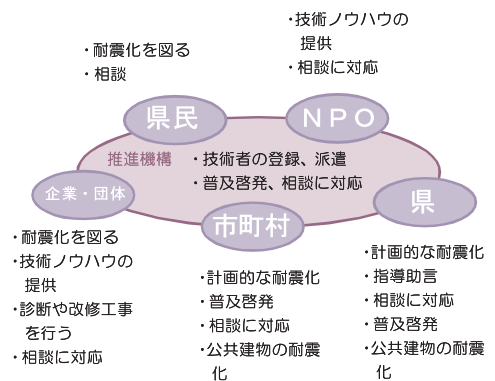 ・技術ノウハウの
提供
・相談に対応
・耐震化を図る
・相談
県民
ＮＰＯ
推進機構
・技術者の登録、派遣
・普及啓発、相談に対応
企業・団体
県
市町村
・耐震化を図る
・技術ノウハウの
提供
・診断や改修工事
を行う
・相談に対応
・計画的な耐震化
・普及啓発
・相談に対応
・公共建物の耐震
化
・計画的な耐震化
・指導助言
・相談に対応
・普及啓発
・公共建物の耐震
化